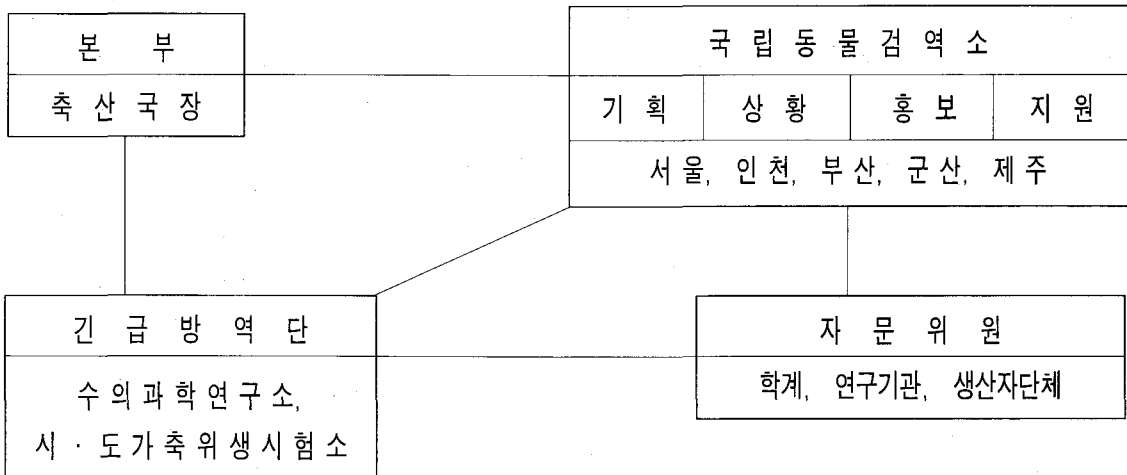 본 부
축 산 국 장
국 립 동 물 검 역 소
기 획 상 황 홍 보 지 원
서 울, 인 천, 부 산, 군 산, 제 주
긴 급 방 역 단
수 의 과 학 연 구 소,
시 · 도 가 축 위 생 시 험 소
자 문 위 원
학계, 연구기관, 생산자단체